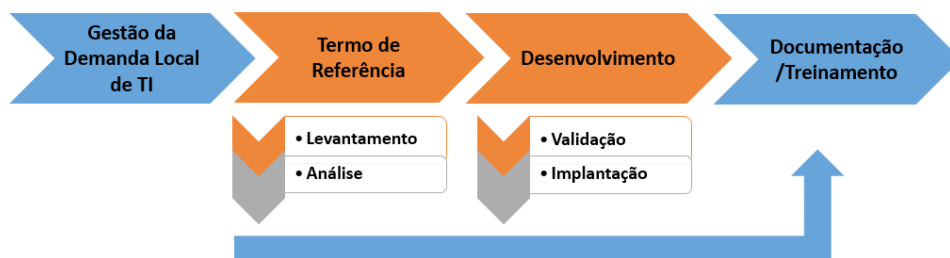 Gestão da
Demanda Local
de TI
Termo de
Referência
Desenvolvimento
Documentação
/Treinamento
• Levantamento
• Análise
• Validação
• Implantação